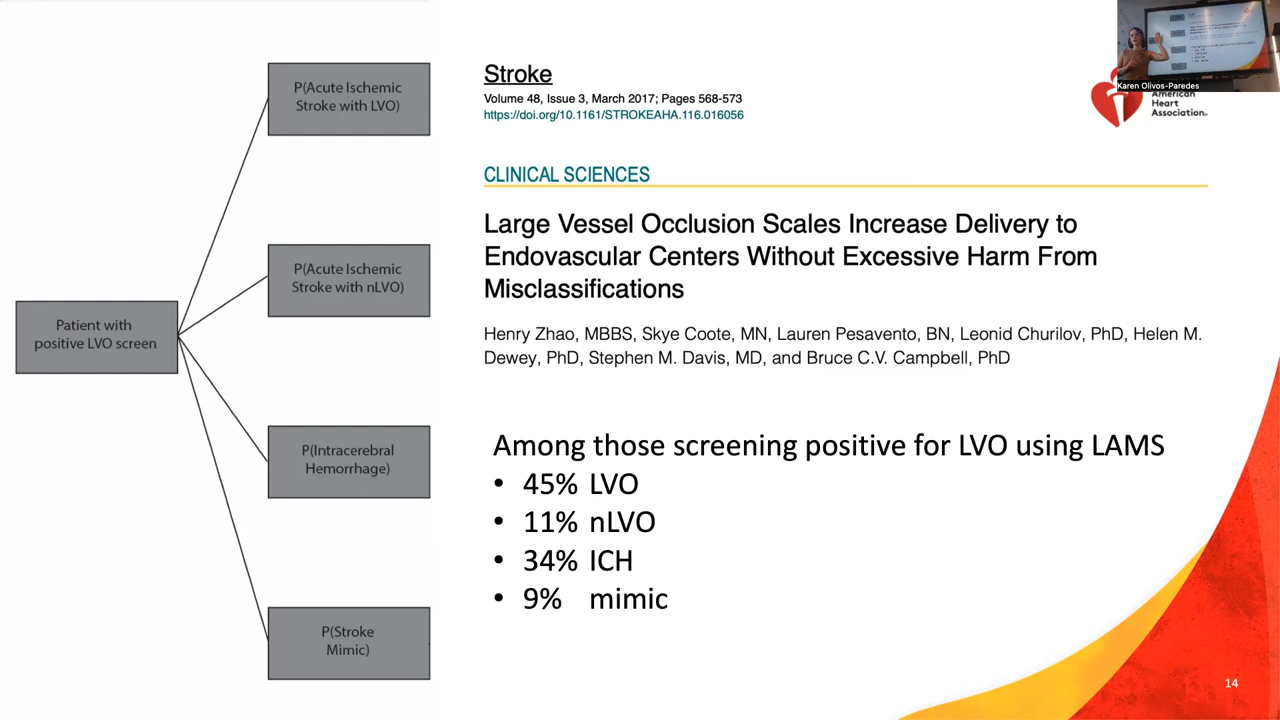 P(Acute Ischemic
Stroke with LVO)
P(Acute Ischemic
Stroke with nLVO)
Patient with
positive LVO screen
P(Intracerebral
Hemorrhage)
P(Stroke
Mimic)
Stroke
Volume 48, Issue 3, March 2017; Pages 568-573
https://doi.org/10.1161/STROKEAHA.116.016056
CLINICAL SCIENCES
Large Vessel Occlusion Scales Increase Delivery to
Endovascular Centers Without Excessive Harm From
Misclassifications
Henry Zhao, MBBS, Skye Coote, MN, Lauren Pesavento, BN, Leonid Churilov, PhD, Helen M.
Dewey, PhD, Stephen M. Davis, MD, and Bruce C.V. Campbell, PhD
Among those screening positive for LVO using LAMS
• 45% LVO
• 11% nLVO
• 34% ICH
• 9% mimic
Karen Olivos-Paredes
American
Heart
Association®
14